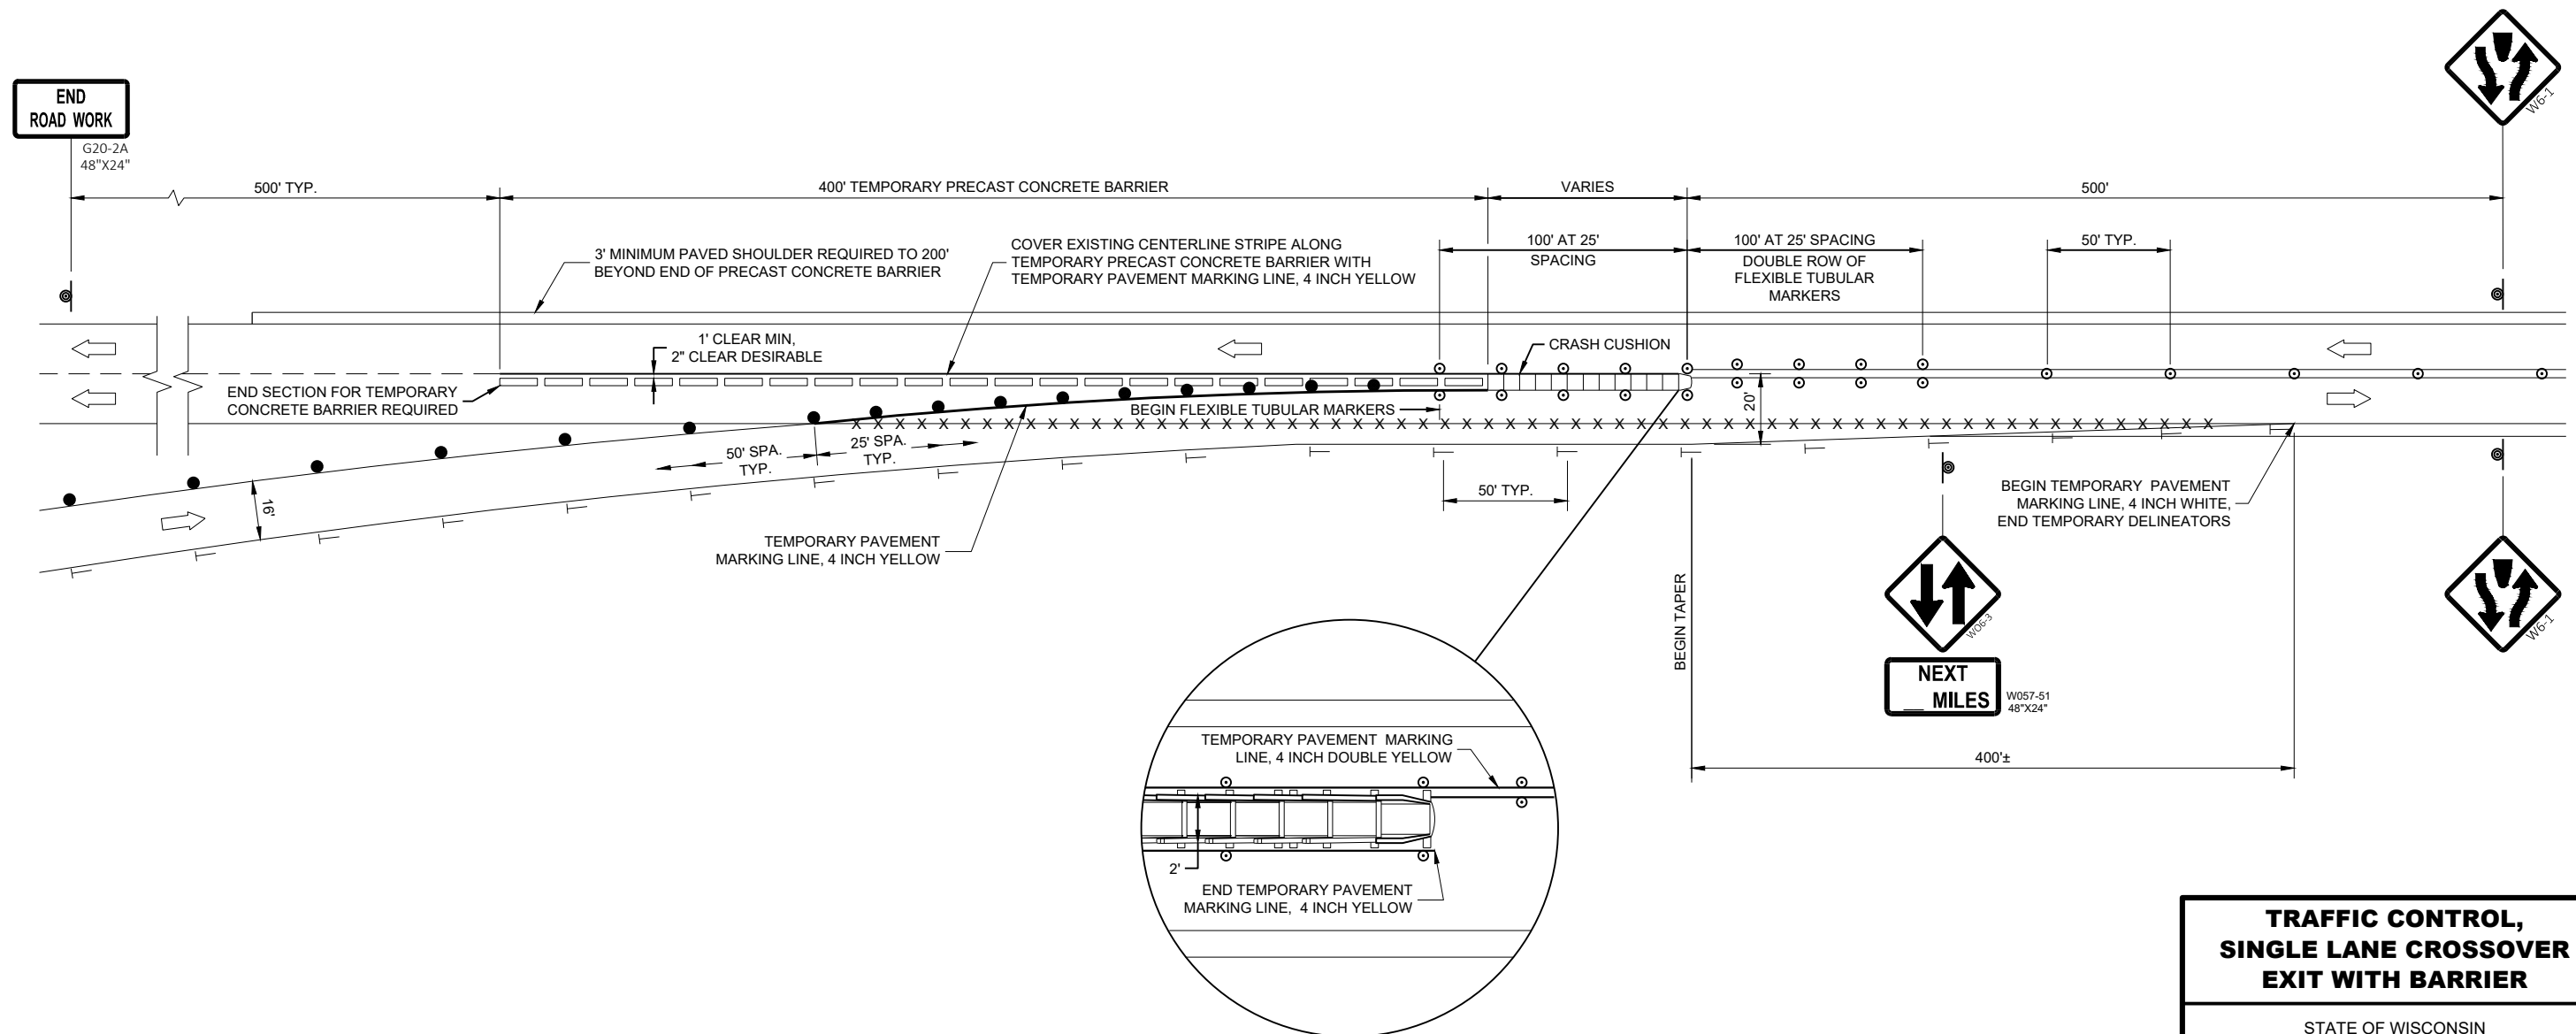 END
ROAD WORK
G20-2A
48"X24"
W6-1
500' TYP.
400' TEMPORARY PRECAST CONCRETE BARRIER
VARIES
500'
3' MINIMUM PAVED SHOULDER REQUIRED TO 200'
BEYOND END OF PRECAST CONCRETE BARRIER
COVER EXISTING CENTERLINE STRIPE ALONG
TEMPORARY PRECAST CONCRETE BARRIER WITH
TEMPORARY PAVEMENT MARKING LINE, 4 INCH YELLOW
100' AT 25'
SPACING
100' AT 25' SPACING
DOUBLE ROW OF
FLEXIBLE TUBULAR
MARKERS
50' TYP.
1' CLEAR MIN,
2" CLEAR DESIRABLE
CRASH CUSHION
END SECTION FOR TEMPORARY
CONCRETE BARRIER REQUIRED
BEGIN FLEXIBLE TUBULAR MARKERS
20'
X X X X X X X X X X X X X X X X X X X X X X X X X X X X X X X X X X X X X X X X X X X X X X X X X X X X X X X X X X X X X X X
50' SPA.
TYP.
25' SPA.
TYP.
16'
50' TYP.
BEGIN TEMPORARY PAVEMENT
MARKING LINE, 4 INCH WHITE,
END TEMPORARY DELINEATORS
TEMPORARY PAVEMENT
MARKING LINE, 4 INCH YELLOW
BEGIN TAPER
WO6-3
W6-1
NEXT
__ MILES
W057-51
48"X24"
400'±
TEMPORARY PAVEMENT MARKING
LINE, 4 INCH DOUBLE YELLOW
2'
END TEMPORARY PAVEMENT
MARKING LINE, 4 INCH YELLOW
TRAFFIC CONTROL,
SINGLE LANE CROSSOVER
EXIT WITH BARRIER
STATE OF WISCONSIN